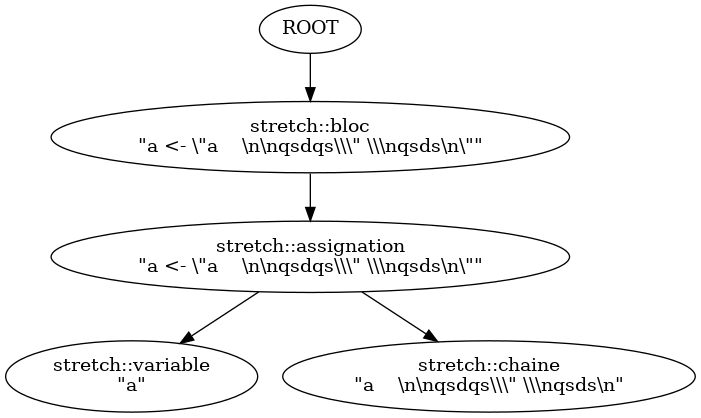 ROOT
stretch::bloc
"a <- \"a    \n\nqsdqs\\\" \\\nqsds\n\""
stretch::assignation
"a <- \"a    \n\nqsdqs\\\" \\\nqsds\n\""
stretch::variable
"a"
stretch::chaine
"a    \n\nqsdqs\\\" \\\nqsds\n"